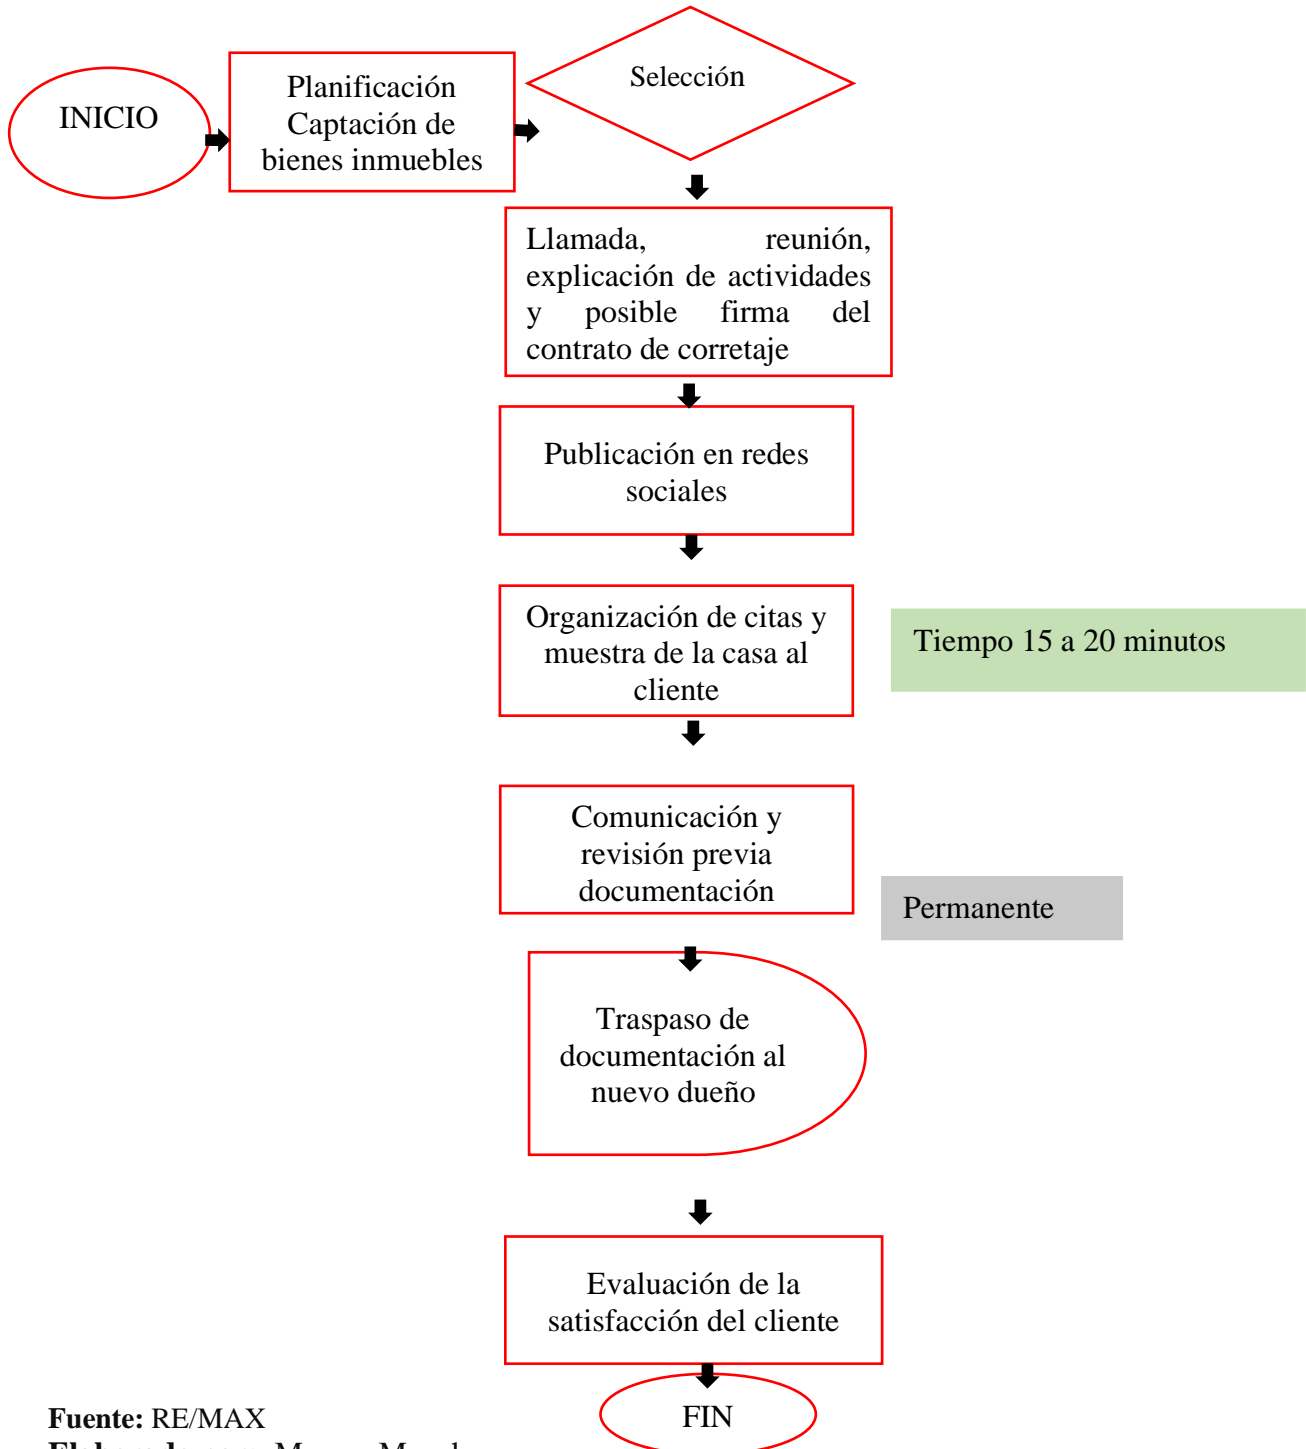 INICIO
Planificación
Captación de
bienes inmuebles
Selección
Llamada, reunión,
explicación de actividades
y posible firma del
contrato de corretaje
Publicación en redes
sociales
Organización de citas y
muestra de la casa al
cliente
Tiempo 15 a 20 minutos
Comunicación y
revisión previa
documentación
Permanente
Traspaso de
documentación al
nuevo dueño
Evaluación de la
satisfacción del cliente
FIN
Fuente: RE/MAX